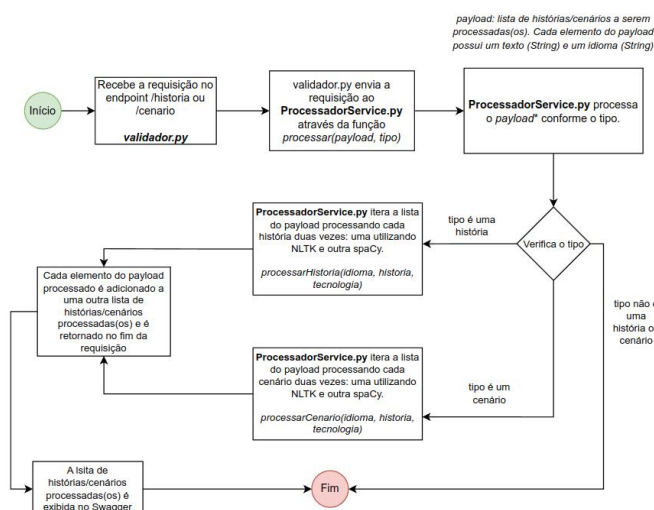 payload: lista de histórias/cenários a serem
processadas(os). Cada elemento do payload
possui um texto (String) e um idioma (String)
Início
Recebe a requisição no
endpoint /historia ou
/cenario
validador.py
validador.py envia a
requisição ao
ProcessadorService.py
através da função
processar(payload, tipo)
ProcessadorService.py processa
o payload* conforme o tipo.
Verifica o tipo
tipo é uma
história
ProcessadorService.py itera a lista
do payload processando cada
história duas vezes: uma utilizando
NLTK e outra spaCy.
processarHistoria(idioma, historia,
tecnologia)
tipo não é
uma
história o
cenário
Cada elemento do payload
processado é adicionado a
uma outra lista de
histórias/cenários
processadas(os) e é
retornado no fim da
requisição
ProcessadorService.py itera a lista
do payload processando cada
cenário duas vezes: uma utilizando
NLTK e outra spaCy.
processarCenario(idioma, historia,
tecnologia)
tipo é um
cenário
A lsita de
histórias/cenários
processadas(os) é
exibida no Swagger
Fim